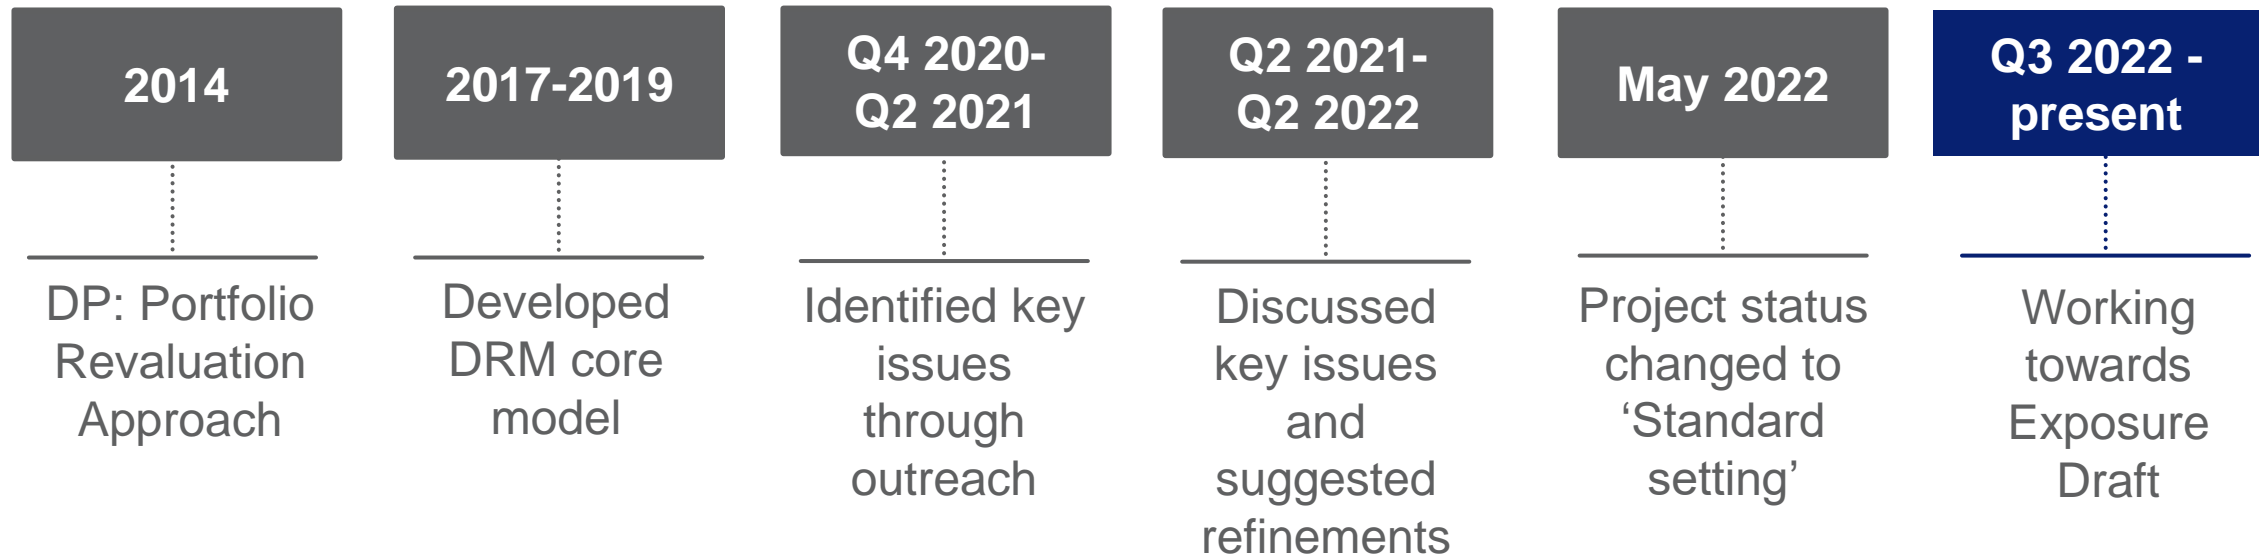 2014
DP: Portfolio
Revaluation
Approach
2017-2019
Developed
DRM core
model
Q4 2020-
Q2 2021
Identified key
issues
through
outreach
Q2 2021-
Q2 2022
Discussed
key issues
and
suggested
refinements
May 2022
Project status
changed to
‘Standard
setting’
Q3 2022 -
present
Working
towards
Exposure
Draft